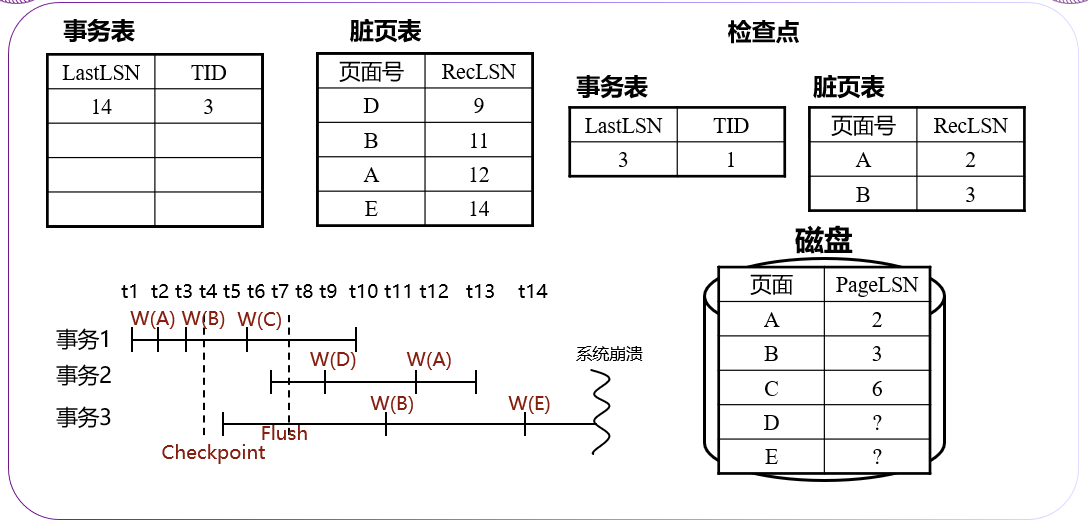 事务表
LastLSN TID
14 3
脏页表
页面号 RecLSN
D 9
B 11
A 12
E 14
检查点
事务表
LastLSN TID
3 1
脏页表
页面号 RecLSN
A 2
B 3
磁盘
页面 PageLSN
A 2
B 3
C 6
D ?
E ?
t1 t2 t3 t4 t5 t6 t7 t8 t9 t10 t11 t12 t13 t14
W(A) W(B) W(C)
事务1
W(D) W(A)
事务2
W(B) W(E)
事务3
Flush
Checkpoint
系统崩溃